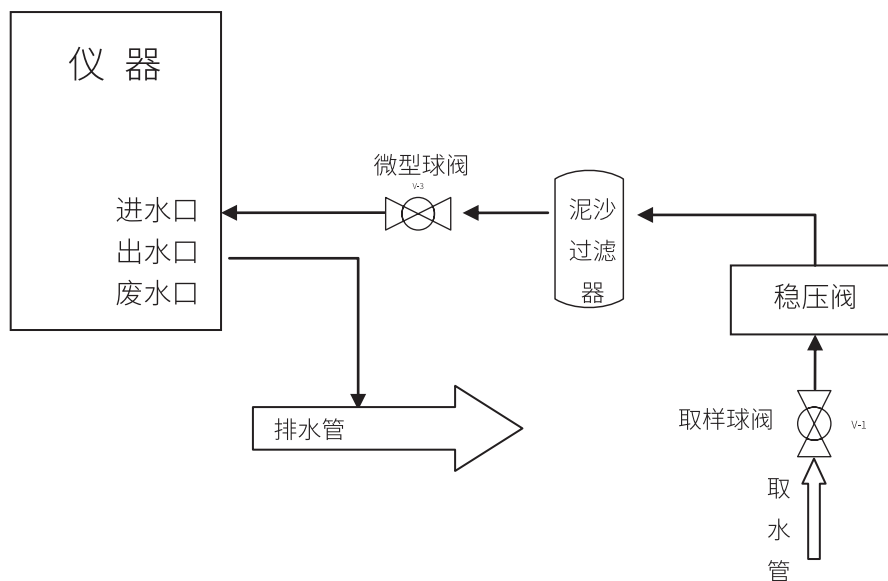 仪器
微型球阀
V-3
进水口
出水口
废水口
泥沙
过滤
器
稳压阀
排水管
取样球阀
V-1
取
水
管